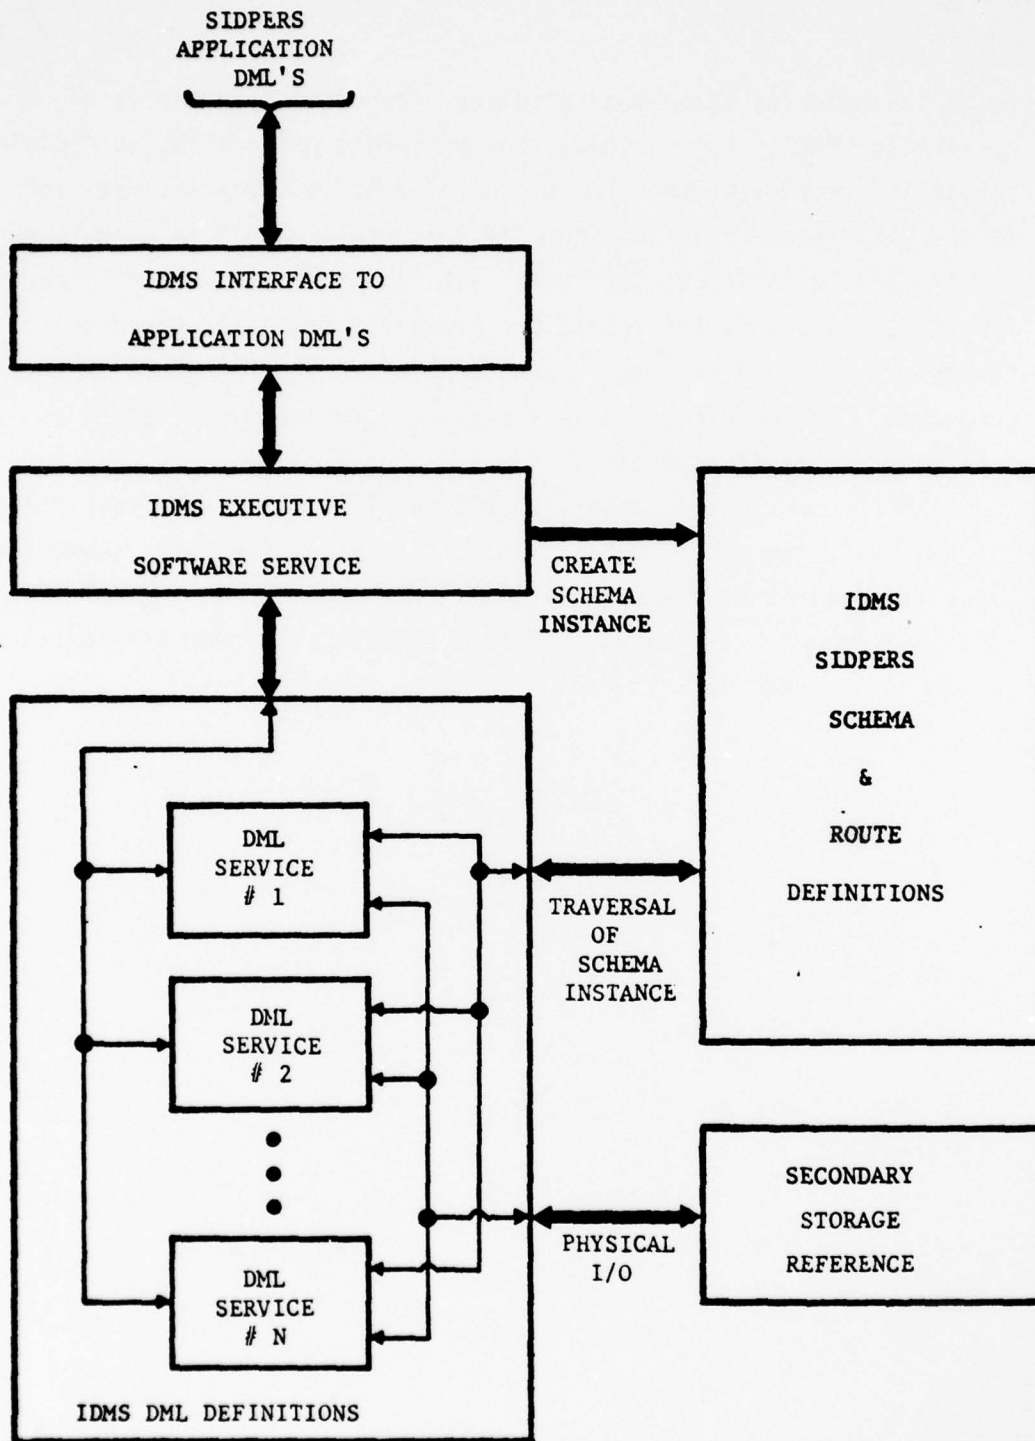 SIDPERS
APPLICATION
DML'S
IDMS INTERFACE TO
APPLICATION DML'S
IDMS EXECUTIVE
SOFTWARE SERVICE
CREATE
SCHEMA
INSTANCE
IDMS
SIDPERS
SCHEMA
&
ROUTE
DEFINITIONS
DML
SERVICE
# 1
TRAVERSAL
OF
SCHEMA
INSTANCE
DML
SERVICE
# 2
SECONDARY
STORAGE
REFERENCE
PHYSICAL
I/O
DML
SERVICE
# N
IDMS DML DEFINITIONS